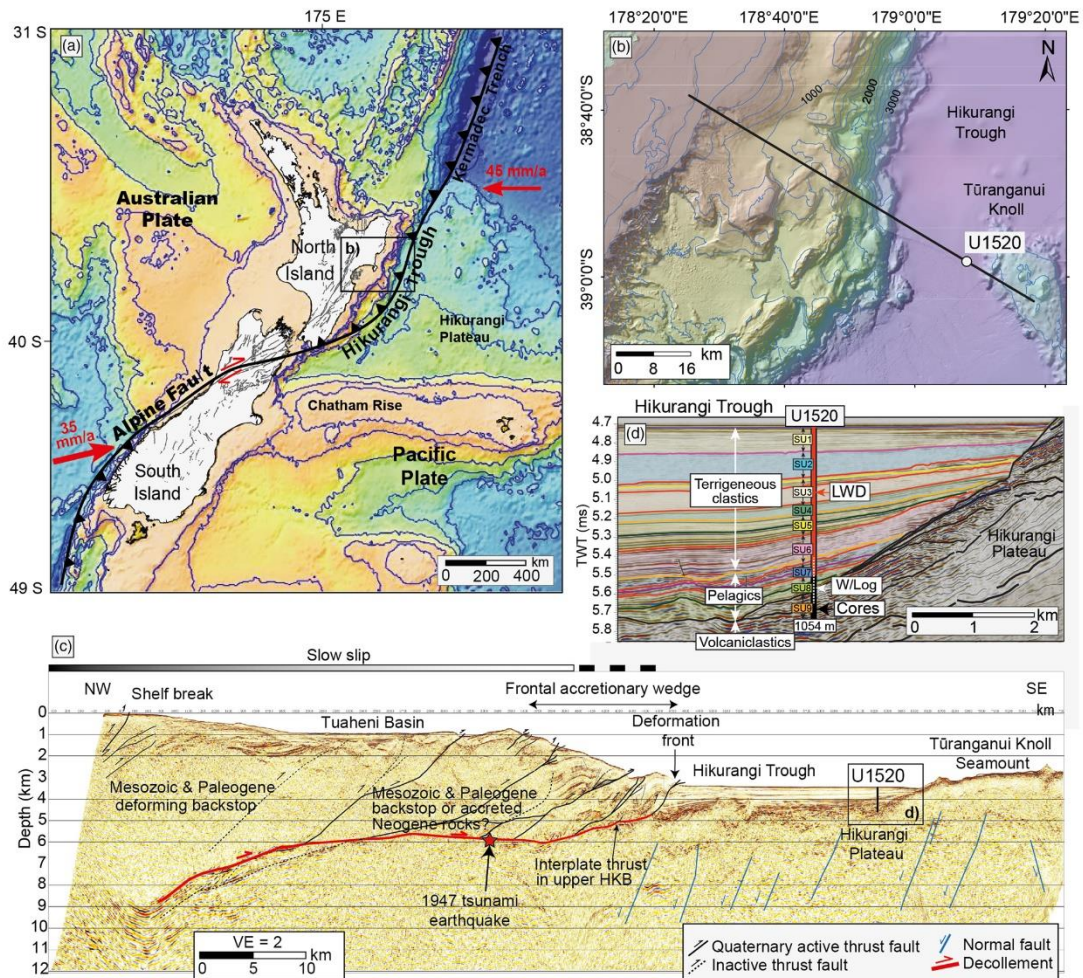 175 E
31 S
(a)
Kermadec Trench
45 mm/a
Australian
Plate
North
Island
b)
Hikurangi Trough
Hikurangi
Plateau
40 S
Alpine Fault
35
mm/a
Chatham Rise
Pacific
Plate
South
Island
0 200 400
km
49 S
178°20'0"E 178°40'0"E 179°0'0"E 179°20'0"E
(b)
N
1000
2000
3000
38°40'0"S
Hikurangi
Trough
Tūranganui
Knoll
U1520
39°0'0"S
0 8 16 km
Hikurangi Trough
U1520
(d)
4.7
4.8
4.9
5.0
5.1
5.2
5.3
5.4
5.5
5.6
5.7
5.8
TWT (ms)
SU1
SU2
SU3
SU4
SU5
SU6
SU7
SU8
SU9
Terrigeneous
clastics
LWD
Hikurangi
Plateau
Pelagics
W/Log
Cores
1054 m
Volcaniclastics
0 1 2
km
(c)
Slow slip
NW
Shelf break
Frontal accretionary wedge
SE
km
Tuaheni Basin
Deformation
front
Hikurangi Trough
Tūranganui Knoll
Seamount
U1520
d)
Mesozoic & Paleogene
deforming backstop
Mesozoic & Paleogene
backstop or accreted
Neogene rocks?
Hikurangi
Plateau
Interplate thrust
in upper HKB
1947 tsunami
earthquake
Depth (km)
0
1
2
3
4
5
6
7
8
9
10
11
12
VE = 2
0 5 10 km
Quaternary active thrust fault
Inactive thrust fault
Normal fault
Decollement